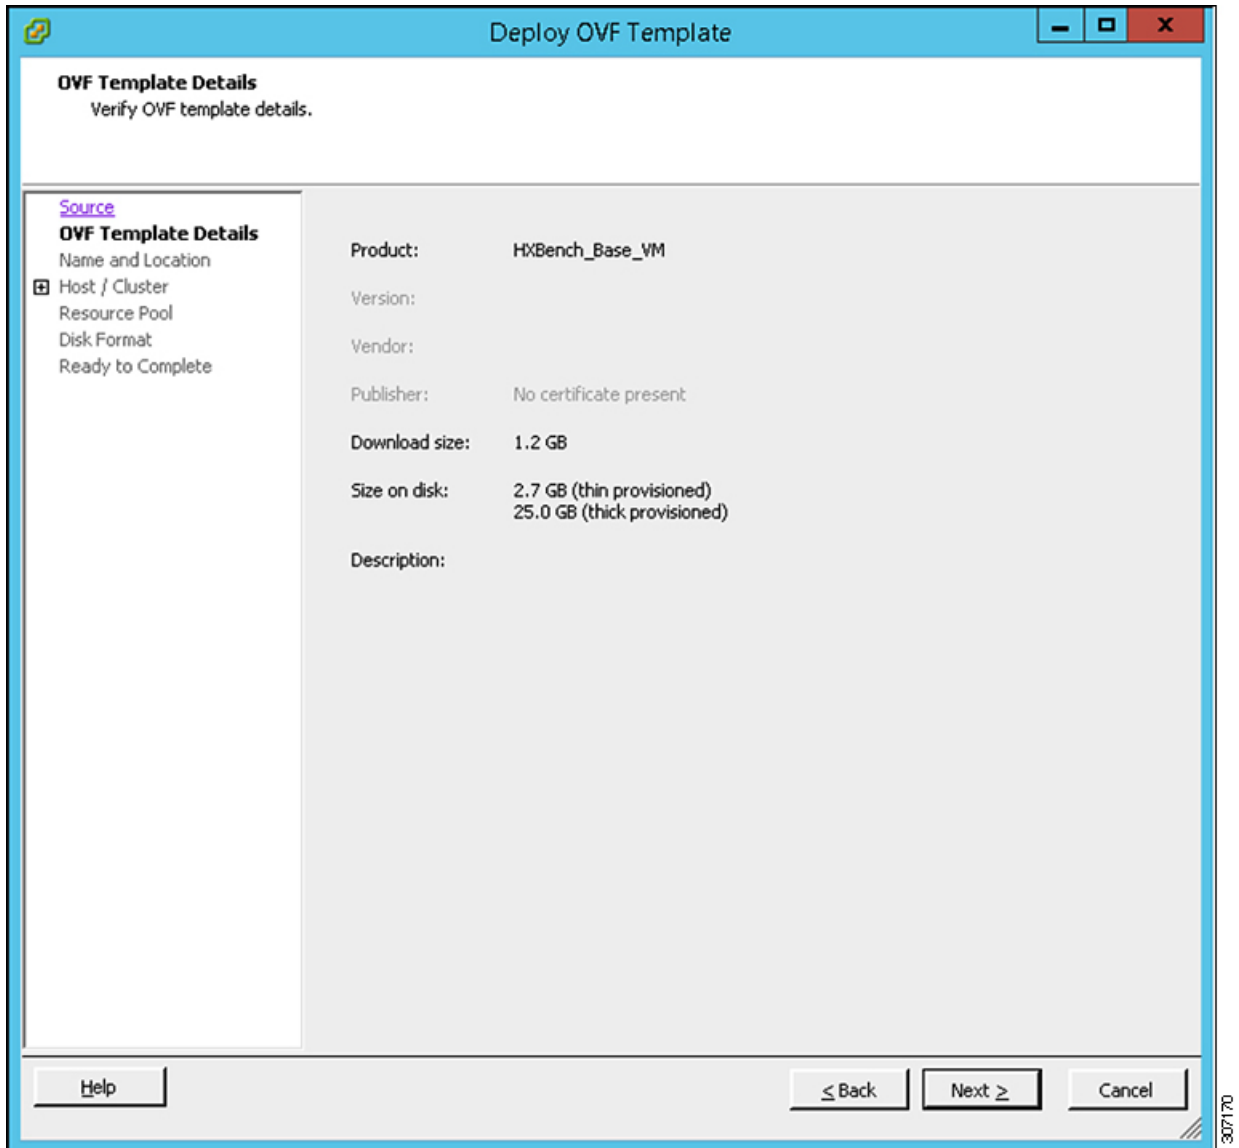 Deploy OVF Template
OVF Template Details
Verify OVF template details.
Source
OVF Template Details
Name and Location
Host / Cluster
Resource Pool
Disk Format
Ready to Complete
Product: HXBench_Base_VM
Version:
Vendor:
Publisher: No certificate present
Download size: 1.2 GB
Size on disk: 2.7 GB (thin provisioned)
25.0 GB (thick provisioned)
Description:
Help
≤ Back
Next ≥
Cancel
307170